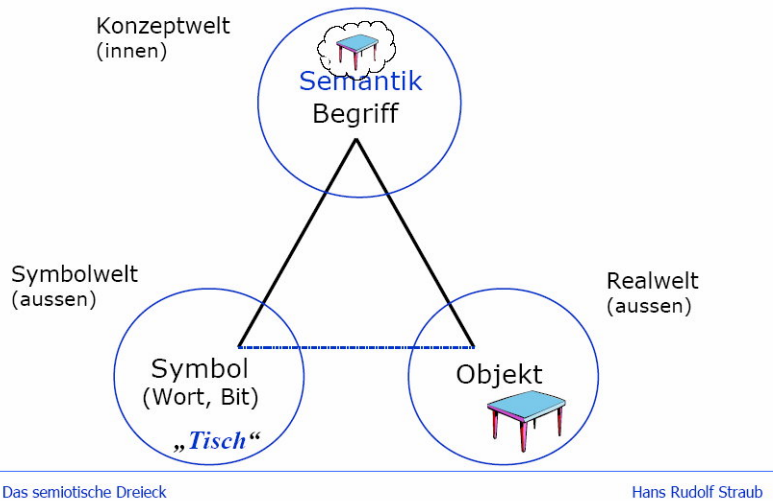 Konzeptwelt
(innen)
Semantik
Begriff
Symbolwelt
(aussen)
Realwelt
(aussen)
Symbol
(Wort, Bit)
„Tisch“
Objekt
Das semiotische Dreieck
Hans Rudolf Straub